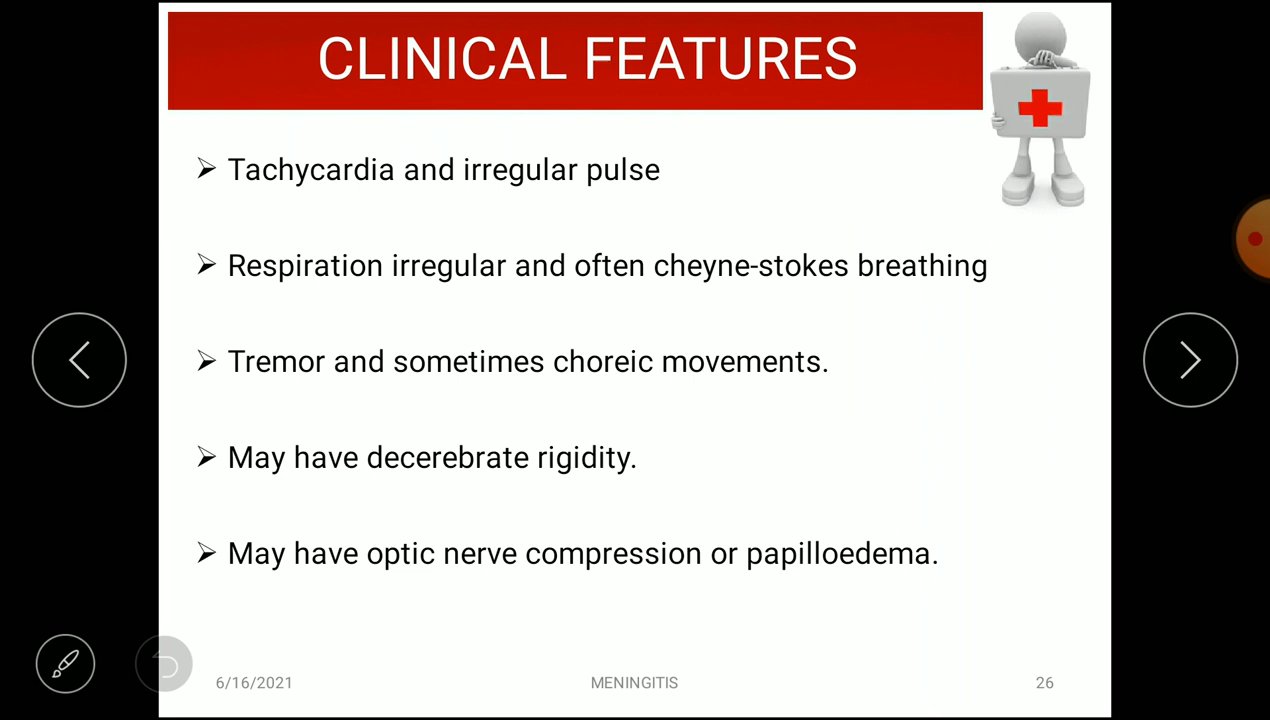 CLINICAL FEATURES
➢ Tachycardia and irregular pulse
➢ Respiration irregular and often cheyne-stokes breathing
➢ Tremor and sometimes choreic movements.
➢ May have decerebrate rigidity.
➢ May have optic nerve compression or papilloedema.
6/16/2021 MENINGITIS 26